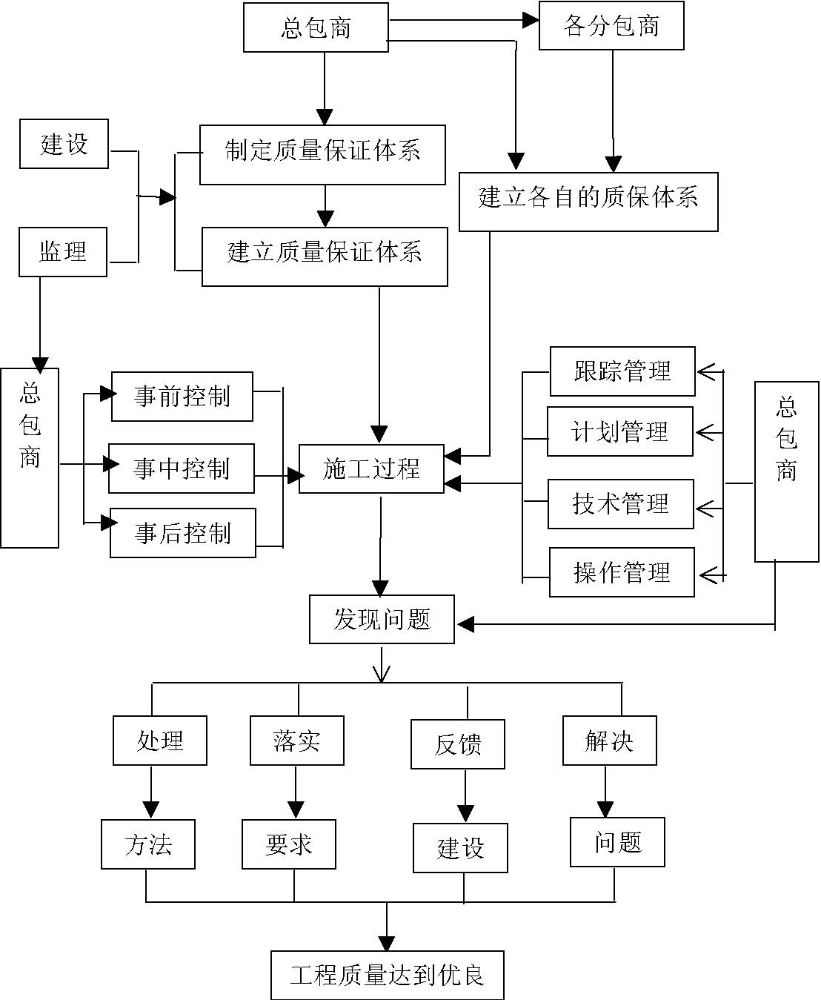 总包商
各分包商
建设
制定质量保证体系
建立各自的质保体系
监理
建立质量保证体系
总包商
事前控制
事中控制
事后控制
施工过程
跟踪管理
计划管理
技术管理
操作管理
总包商
发现问题
处理
落实
反馈
解决
方法
要求
建设
问题
工程质量达到优良